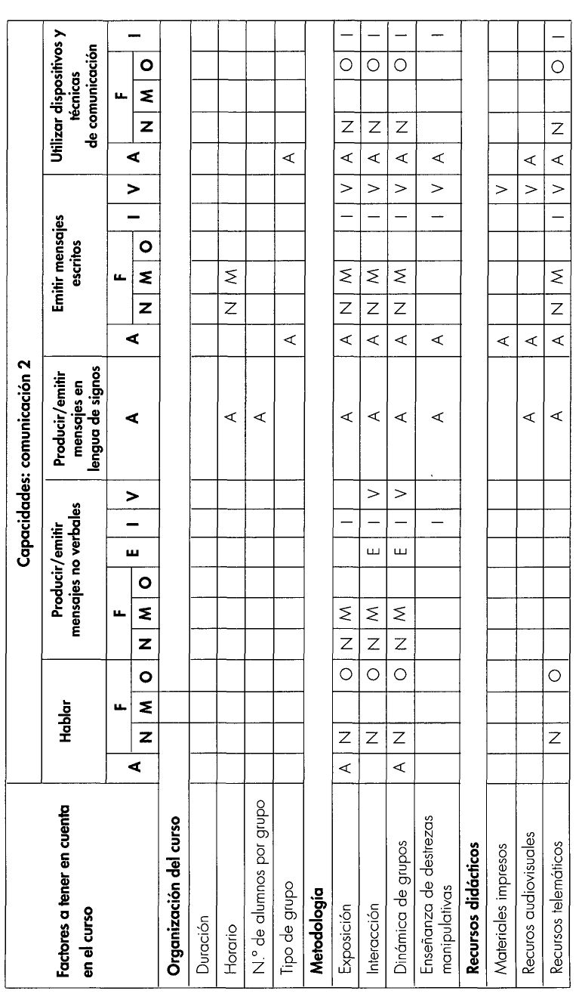 Capacidades: comunicación 2
Factores a tener en cuenta
en el curso
Hablar
Producir/emitir
mensajes no verbales
Producir/emitir
mensajes en
lengua de signos
Emitir mensajes
escritos
Utilizar dispositivos y
técnicas
de comunicación
A F F E I V A A F I V A F I
N M O N M O N M O N M O
Organización del curso
Duración
Horario A N M
N.º de alumnos por grupo A
Tipo de grupo A A
Metodología
Exposición A N O N M I A A N M I V A N O I
Interacción N O N M E I V A A N M I V A N O I
Dinámica de grupos A N O N M E I V A A N M I V A N O I
Enseñanza de destrezas
manipulativas I A A I V A I
Recursos didácticos
Materiales impresos A V
Recuros audiovisuales A A V A
Recursos telemáticos N O A A N M I V A N O I